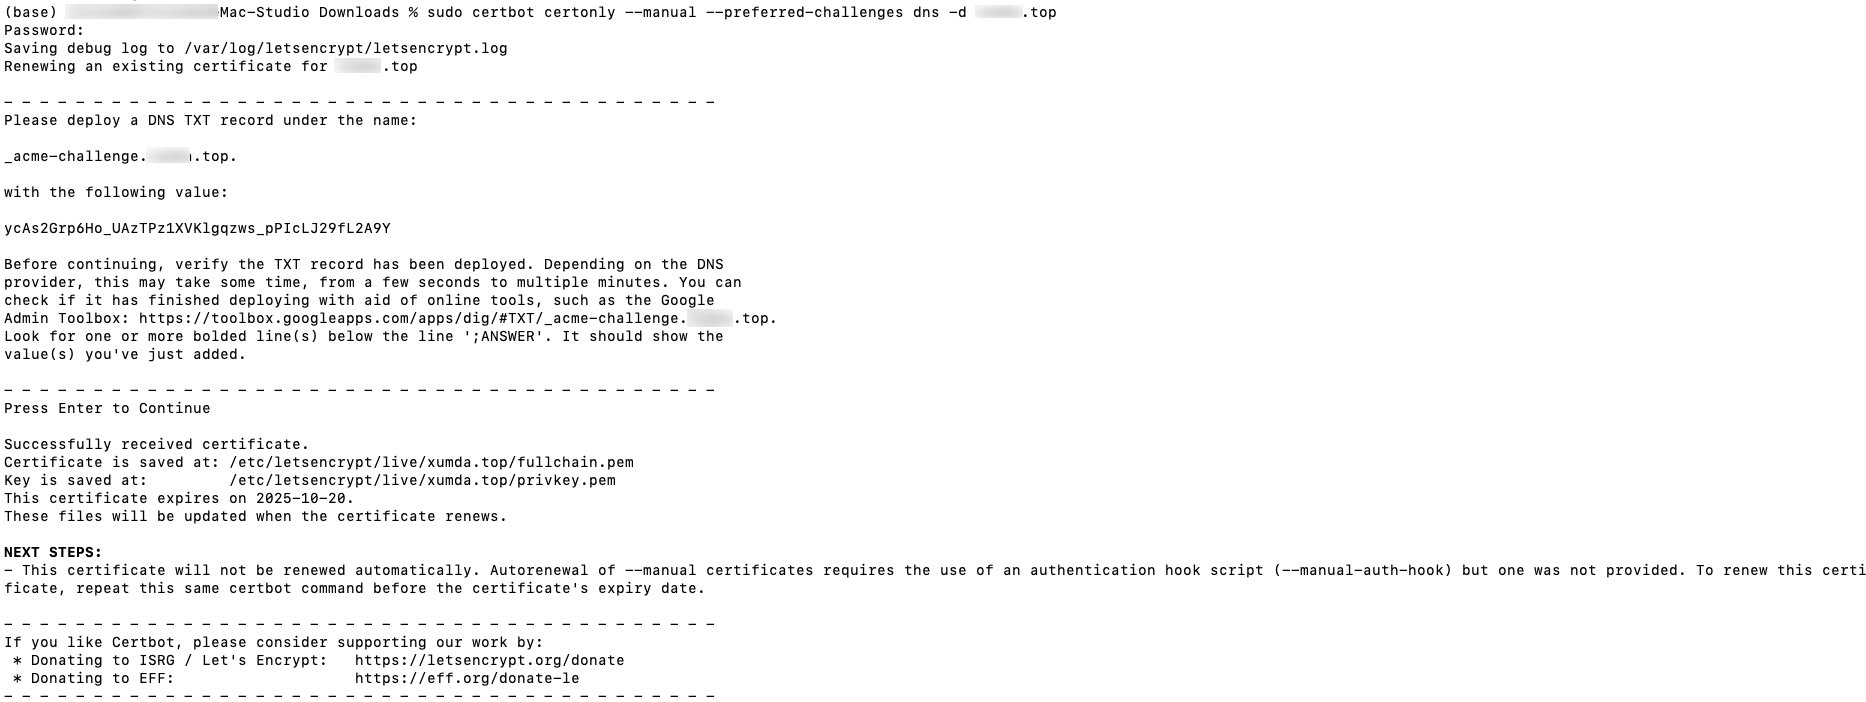 (base) Mac-Studio Downloads % sudo certbot certonly --manual --preferred-challenges dns -d .top
Password:
Saving debug log to /var/log/letsencrypt/letsencrypt.log
Renewing an existing certificate for .top
- - - - - - - - - - - - - - - - - - - - - - - - - - - - - - - - - - - - - - - -
Please deploy a DNS TXT record under the name:
_acme-challenge..top.
with the following value:
ycAs2Grp6Ho_UAzTPz1XVKlgqzws_pPIcLJ29fL2A9Y
Before continuing, verify the TXT record has been deployed. Depending on the DNS
provider, this may take some time, from a few seconds to multiple minutes. You can
check if it has finished deploying with aid of online tools, such as the Google
Admin Toolbox: https://toolbox.googleapps.com/apps/dig/#TXT/_acme-challenge..top.
Look for one or more bolded line(s) below the line ';ANSWER'. It should show the
value(s) you've just added.
- - - - - - - - - - - - - - - - - - - - - - - - - - - - - - - - - - - - - - - -
Press Enter to Continue
Successfully received certificate.
Certificate is saved at: /etc/letsencrypt/live/xumda.top/fullchain.pem
Key is saved at:         /etc/letsencrypt/live/xumda.top/privkey.pem
This certificate expires on 2025-10-20.
These files will be updated when the certificate renews.
NEXT STEPS:
- This certificate will not be renewed automatically. Autorenewal of --manual certificates requires the use of an authentication hook script (--manual-auth-hook) but one was not provided. To renew this certi
ficate, repeat this same certbot command before the certificate's expiry date.
- - - - - - - - - - - - - - - - - - - - - - - - - - - - - - - - - - - - - - - -
If you like Certbot, please consider supporting our work by:
* Donating to ISRG / Let's Encrypt:   https://letsencrypt.org/donate
* Donating to EFF:                    https://eff.org/donate-le
- - - - - - - - - - - - - - - - - - - - - - - - - - - - - - - - - - - - - - - -